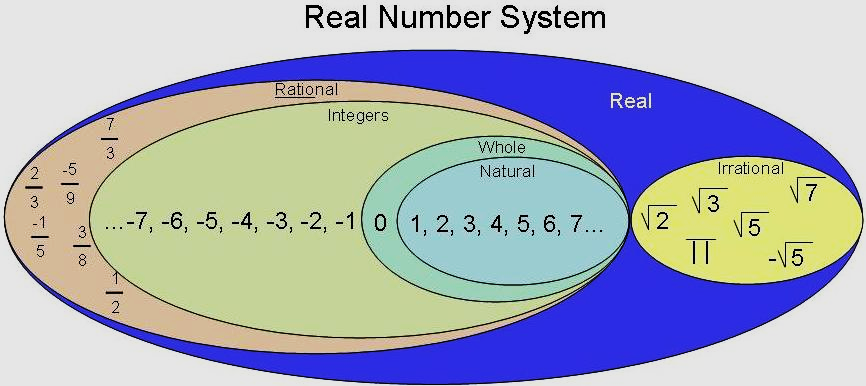 Real Number System
Rational
Real
Integers
7/3
Whole
Natural
Irrational
2/3
-5/9
√3
√7
-1/5
3/8
...-7, -6, -5, -4, -3, -2, -1
0
1, 2, 3, 4, 5, 6, 7...
√2
√5
∏
-√5
1/2